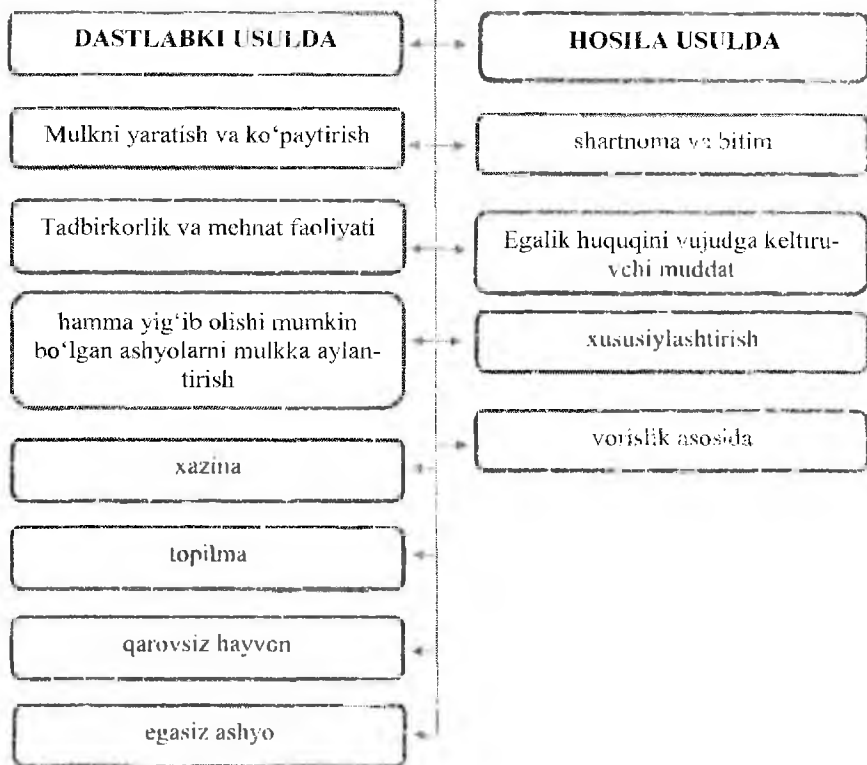 DASTLABKI USULDA
Mulkni yaratish va ko‘paytirish
Tadbirkorlik va mehnat faoliyati
hamma yig‘ib olishi mumkin
bo‘lgan ashyolarni mulkka aylan-
tirish
xazina
topilma
qarovsiz hayvon
egasiz ashyo
HOSILA USULDA
shartnoma va bitim
Egalik huquqini vujudga keltiru-
vchi muddat
xususiylashtirish
vorislik asosida